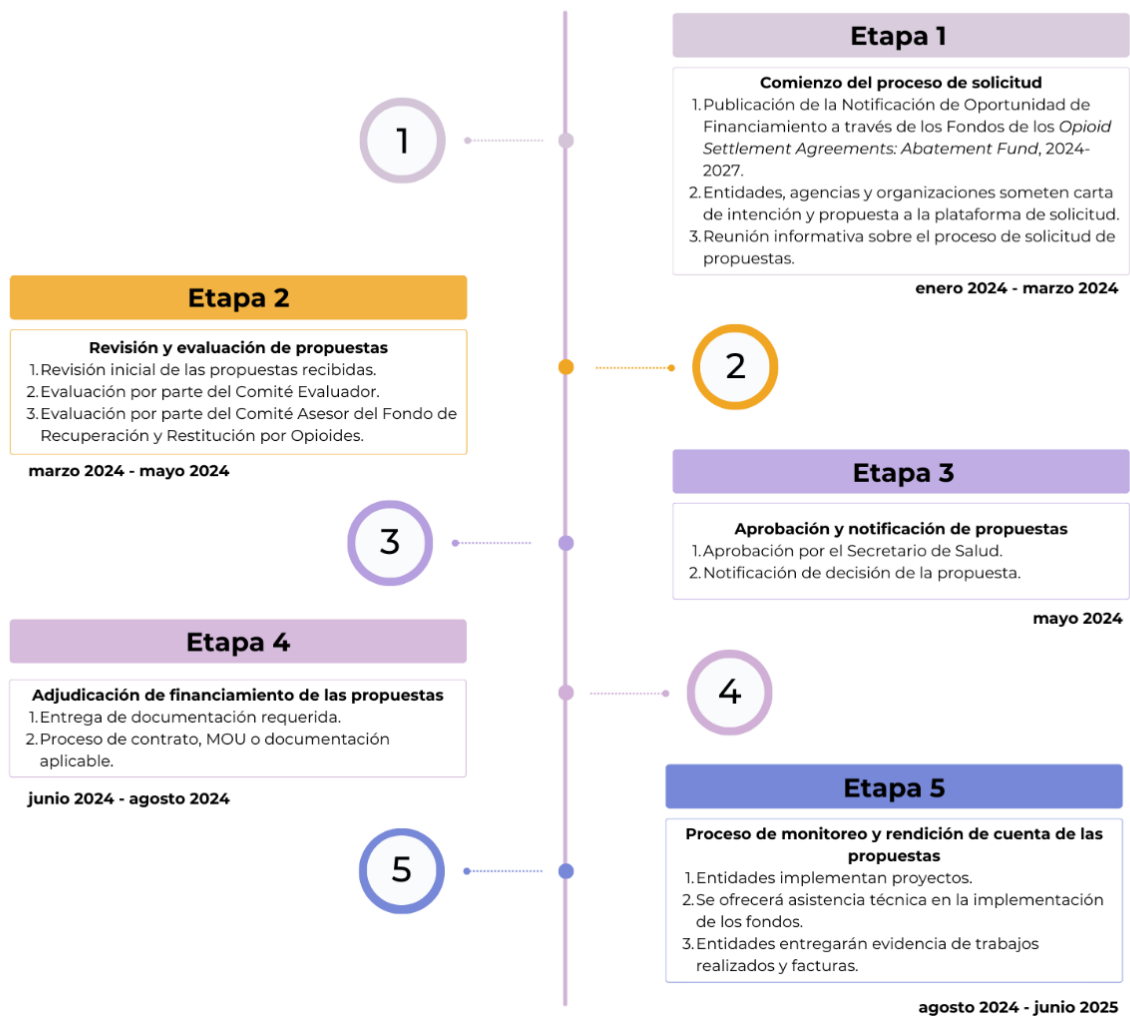 Etapa 1
1
Comienzo del proceso de solicitud
1. Publicación de la Notificación de Oportunidad de
Financiamiento a través de los Fondos de los Opioid
Settlement Agreements: Abatement Fund, 2024-
2027.
2. Entidades, agencias y organizaciones someten carta
de intención y propuesta a la plataforma de solicitud.
3. Reunión informativa sobre el proceso de solicitud de
propuestas.
enero 2024 - marzo 2024
Etapa 2
2
Revisión y evaluación de propuestas
1. Revisión inicial de las propuestas recibidas.
2. Evaluación por parte del Comité Evaluador.
3. Evaluación por parte del Comité Asesor del Fondo de
Recuperación y Restitución por Opioides.
marzo 2024 - mayo 2024
Etapa 3
3
Aprobación y notificación de propuestas
1. Aprobación por el Secretario de Salud.
2. Notificación de decisión de la propuesta.
mayo 2024
Etapa 4
4
Adjudicación de financiamiento de las propuestas
1. Entrega de documentación requerida.
2. Proceso de contrato, MOU o documentación
aplicable.
junio 2024 - agosto 2024
Etapa 5
5
Proceso de monitoreo y rendición de cuenta de las
propuestas
1. Entidades implementan proyectos.
2. Se ofrecerá asistencia técnica en la implementación
de los fondos.
3. Entidades entregarán evidencia de trabajos
realizados y facturas.
agosto 2024 - junio 2025